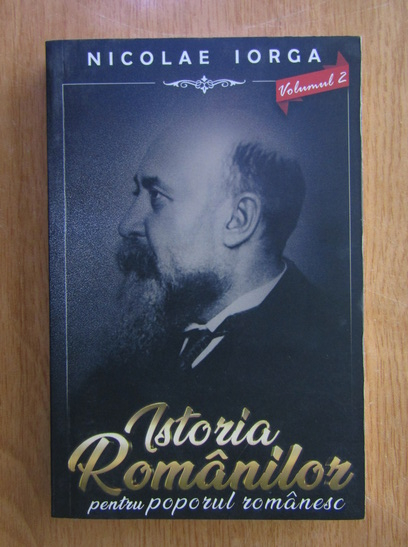 NICOLAE IORGA
Volumul 2
Istoria
Românilor
pentru poporul românesc